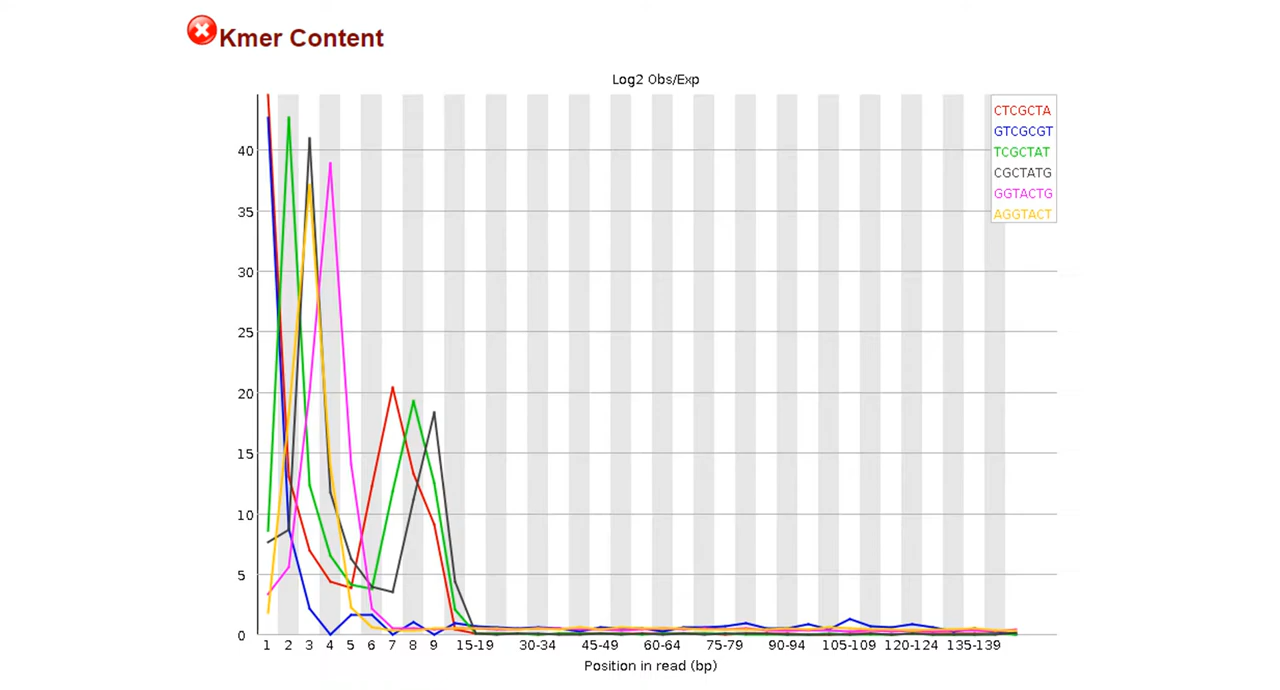 Kmer Content
Log2 Obs/Exp
CTCGCTA
GTCGCGT
TCGCTAT
CGCTATG
GGTACTG
AGGTACT
40
35
30
25
20
15
10
5
0
1 2 3 4 5 6 7 8 9 15-19 30-34 45-49 60-64 75-79 90-94 105-109 120-124 135-139
Position in read (bp)